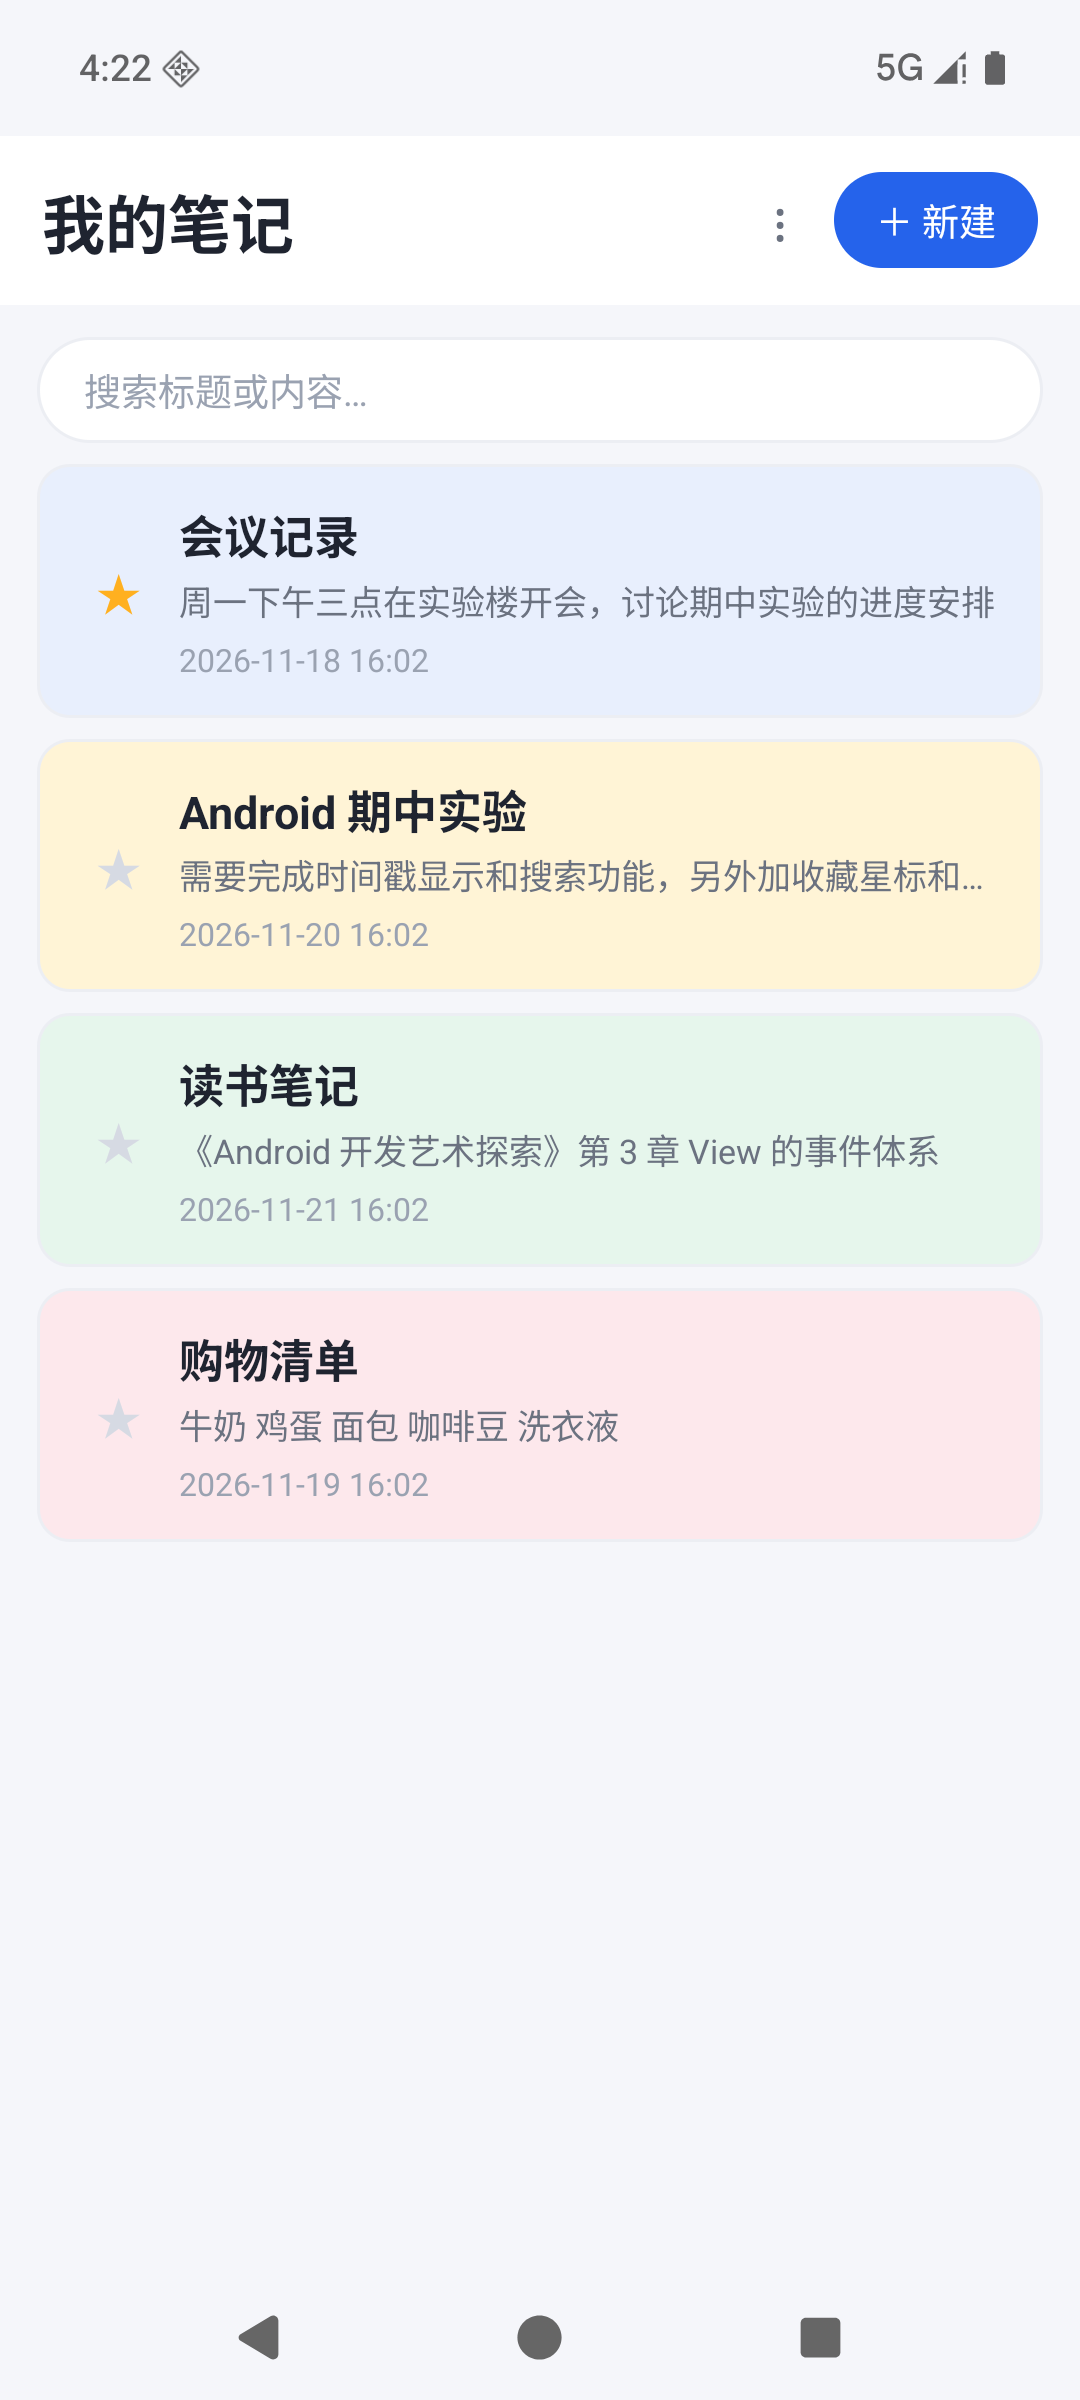 4:22
5G
我的笔记
＋ 新建
搜索标题或内容…
会议记录
周一下午三点在实验楼开会，讨论期中实验的进度安排
2026-11-18 16:02
Android 期中实验
需要完成时间戳显示和搜索功能，另外加收藏星标和…
2026-11-20 16:02
读书笔记
《Android 开发艺术探索》第 3 章 View 的事件体系
2026-11-21 16:02
购物清单
牛奶 鸡蛋 面包 咖啡豆 洗衣液
2026-11-19 16:02